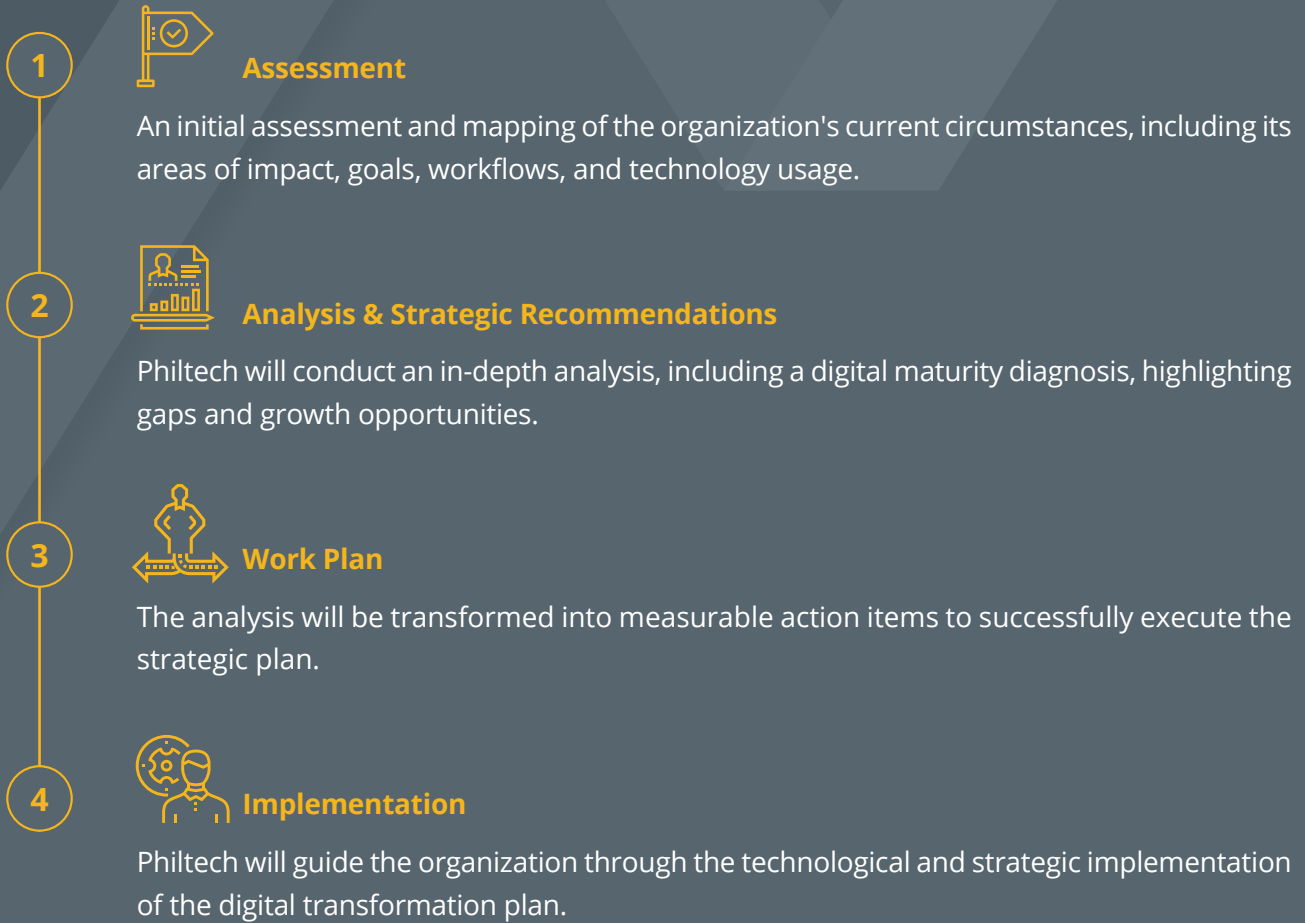 1
Assessment
An initial assessment and mapping of the organization's current circumstances, including its
areas of impact, goals, workflows, and technology usage.
2
Analysis & Strategic Recommendations
Philtech will conduct an in-depth analysis, including a digital maturity diagnosis, highlighting
gaps and growth opportunities.
3
Work Plan
The analysis will be transformed into measurable action items to successfully execute the
strategic plan.
4
Implementation
Philtech will guide the organization through the technological and strategic implementation
of the digital transformation plan.